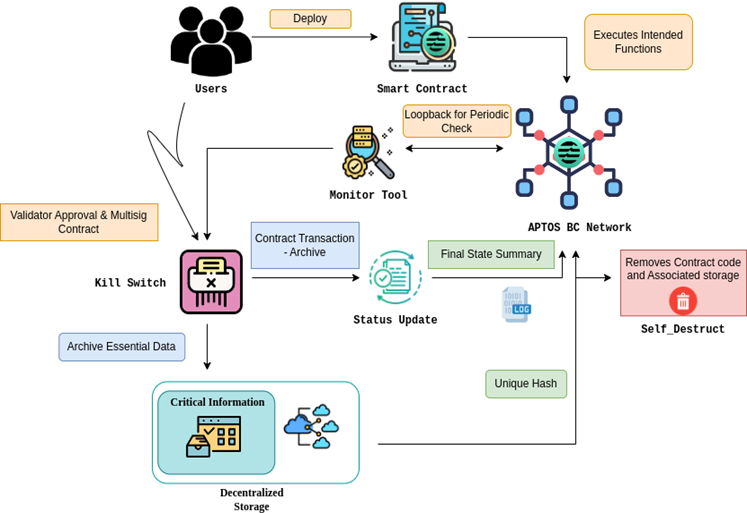 Deploy
Executes Intended
Functions
Users
Smart Contract
Loopback for Periodic
Check
Monitor Tool
APTOS BC Network
Validator Approval & Multisig
Contract
Contract Transaction
- Archive
Final State Summary
Removes Contract code
and Associated storage
Kill Switch
Status Update
01011
LOG
Self_Destruct
Archive Essential Data
Unique Hash
Critical Information
Decentralized
Storage